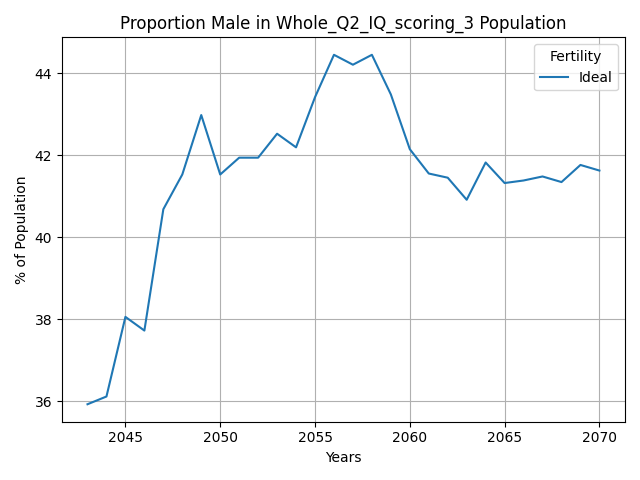 Proportion Male in Whole_Q2_IQ_scoring_3 Population
Fertility
Ideal
44
42
40
38
36
% of Population
2045 2050 2055 2060 2065 2070
Years